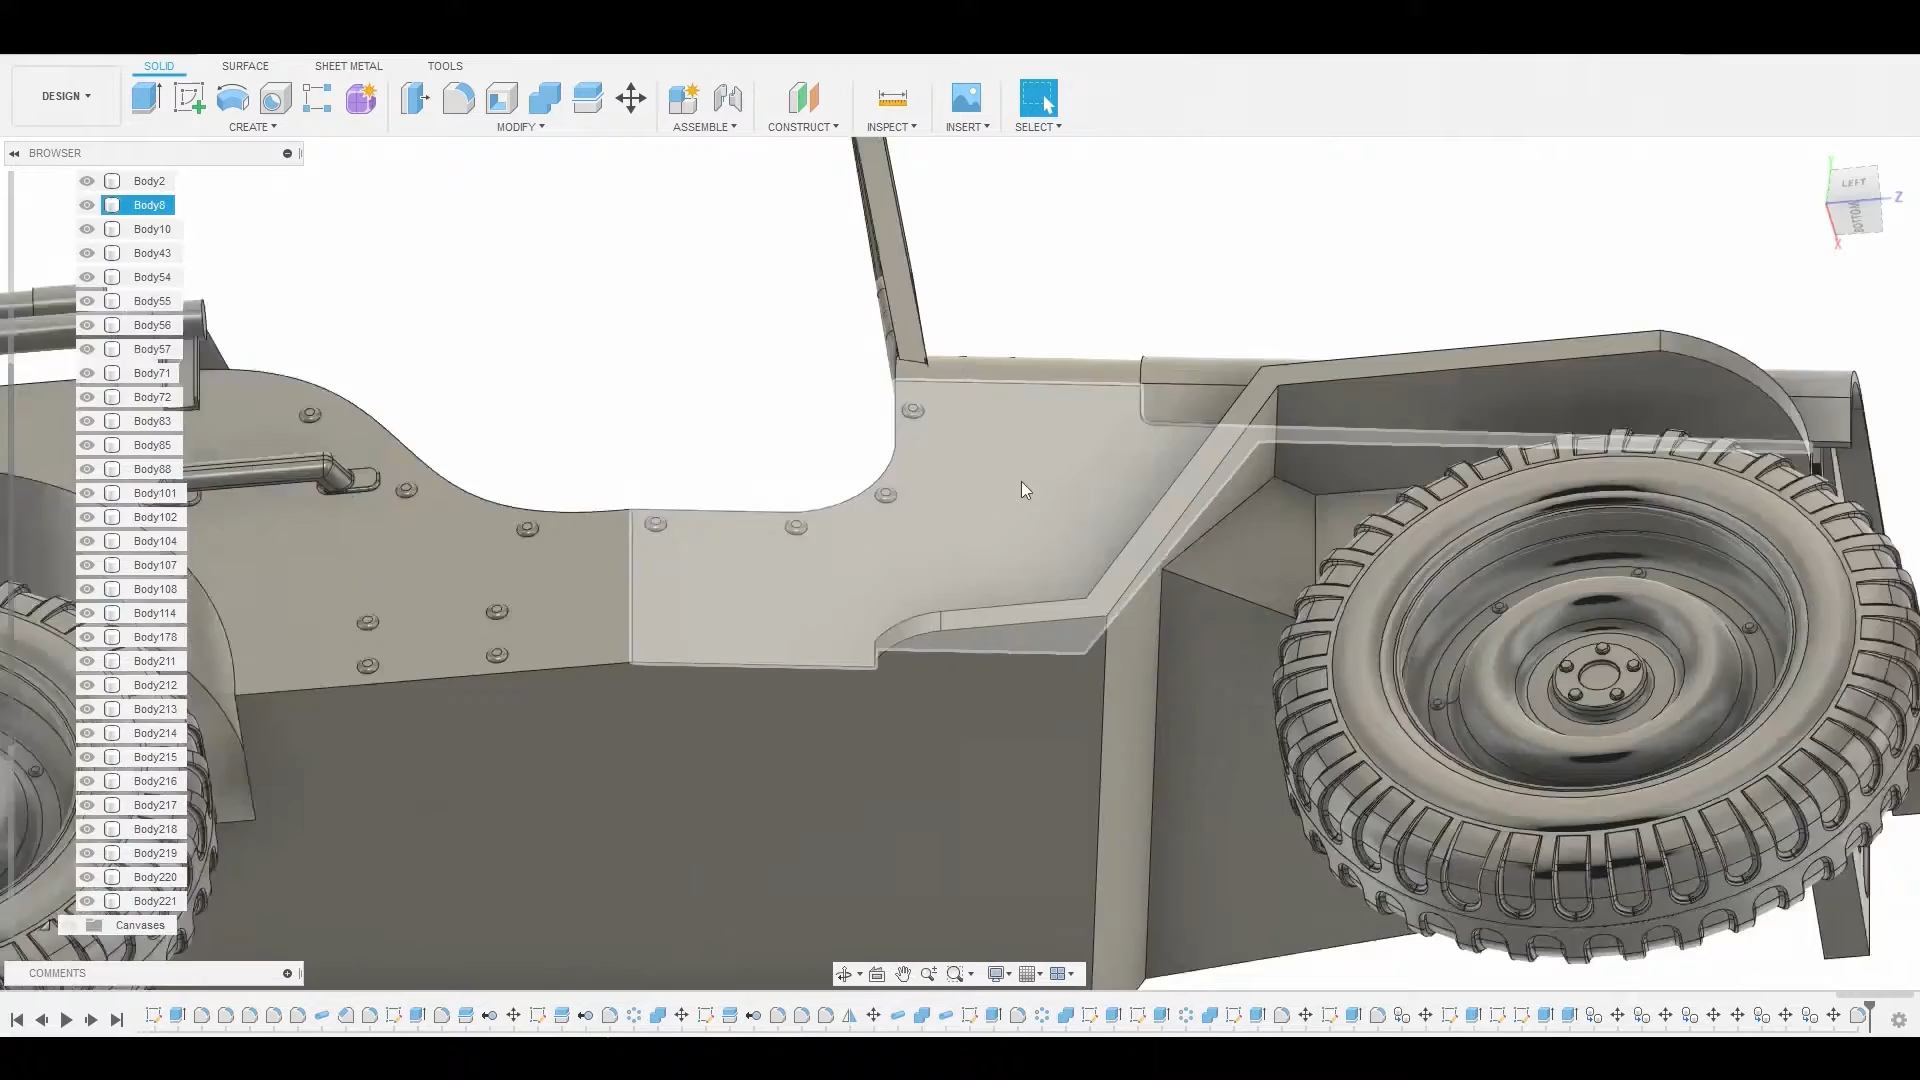 SOLID SURFACE SHEET METAL TOOLS
DESIGN
CREATE MODIFY ASSEMBLE CONSTRUCT INSPECT INSERT SELECT
BROWSER
Body2
Body8
Body10
Body43
Body54
Body55
Body56
Body57
Body71
Body72
Body83
Body85
Body88
Body101
Body102
Body104
Body107
Body108
Body114
Body178
Body211
Body212
Body213
Body214
Body215
Body216
Body217
Body218
Body219
Body220
Body221
Canvases
COMMENTS
LEFT
Z
BOTTOM
X